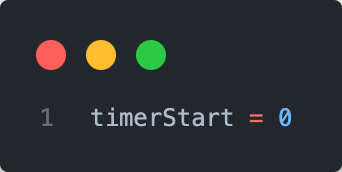 1 timerStart = 0